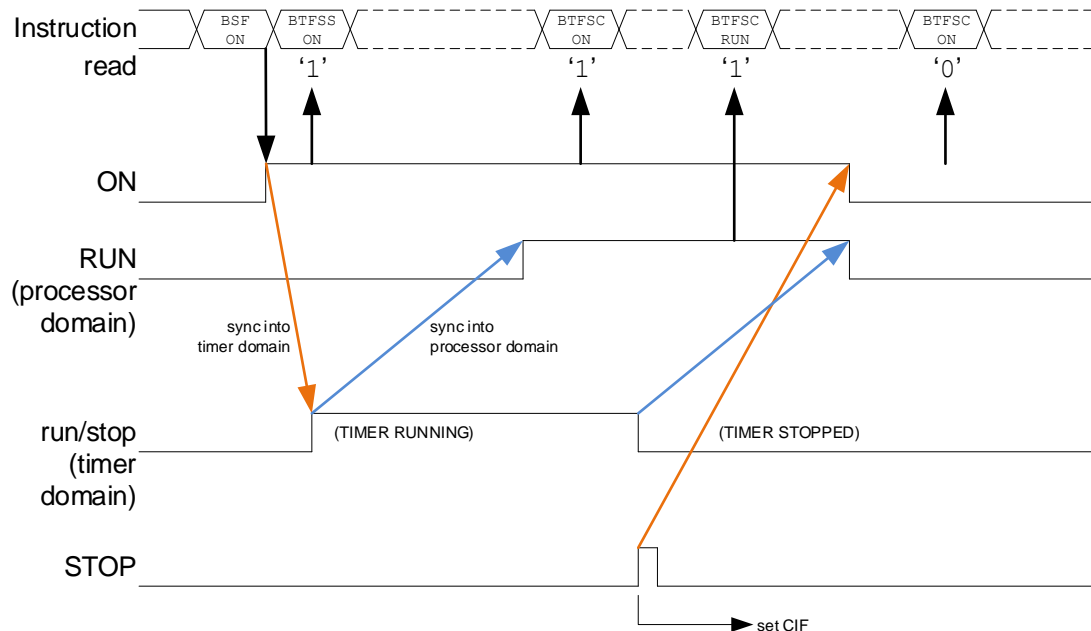 Instruction
BSF
ON
BTFSS
ON
BTFSC
ON
BTFSC
RUN
BTFSC
ON
read
‘1’
‘1’
‘1’
‘0’
ON
RUN
(processor
domain)
sync into
timer domain
sync into
processor domain
run/stop
(timer
domain)
(TIMER RUNNING)
(TIMER STOPPED)
STOP
set CIF